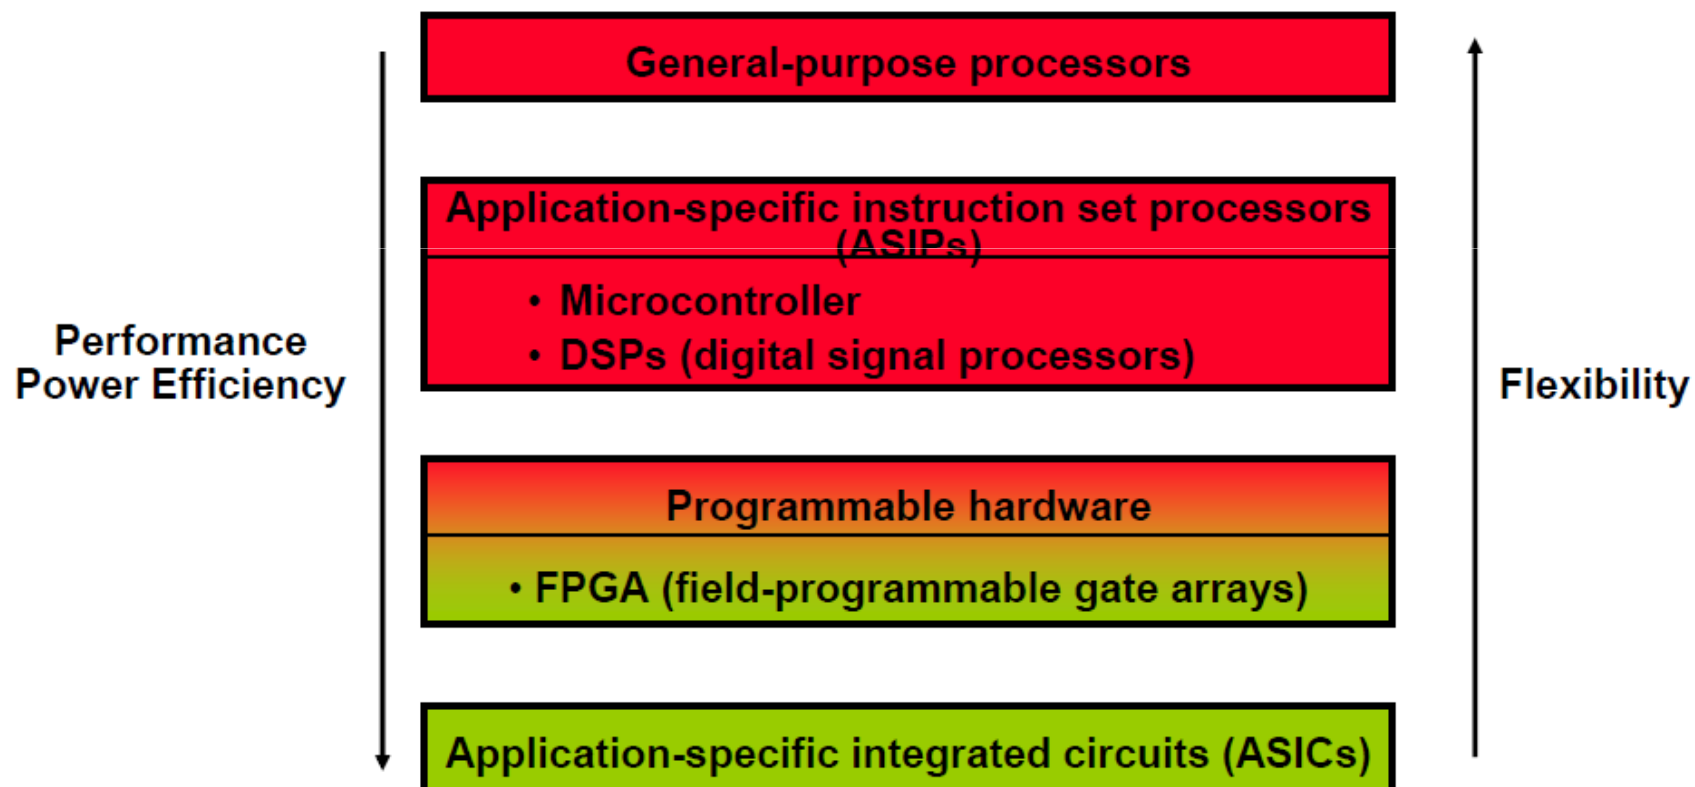 General-purpose processors
Application-specific instruction set processors
(ASIPs)
• Microcontroller
• DSPs (digital signal processors)
Performance
Power Efficiency
Flexibility
Programmable hardware
• FPGA (field-programmable gate arrays)
Application-specific integrated circuits (ASICs)